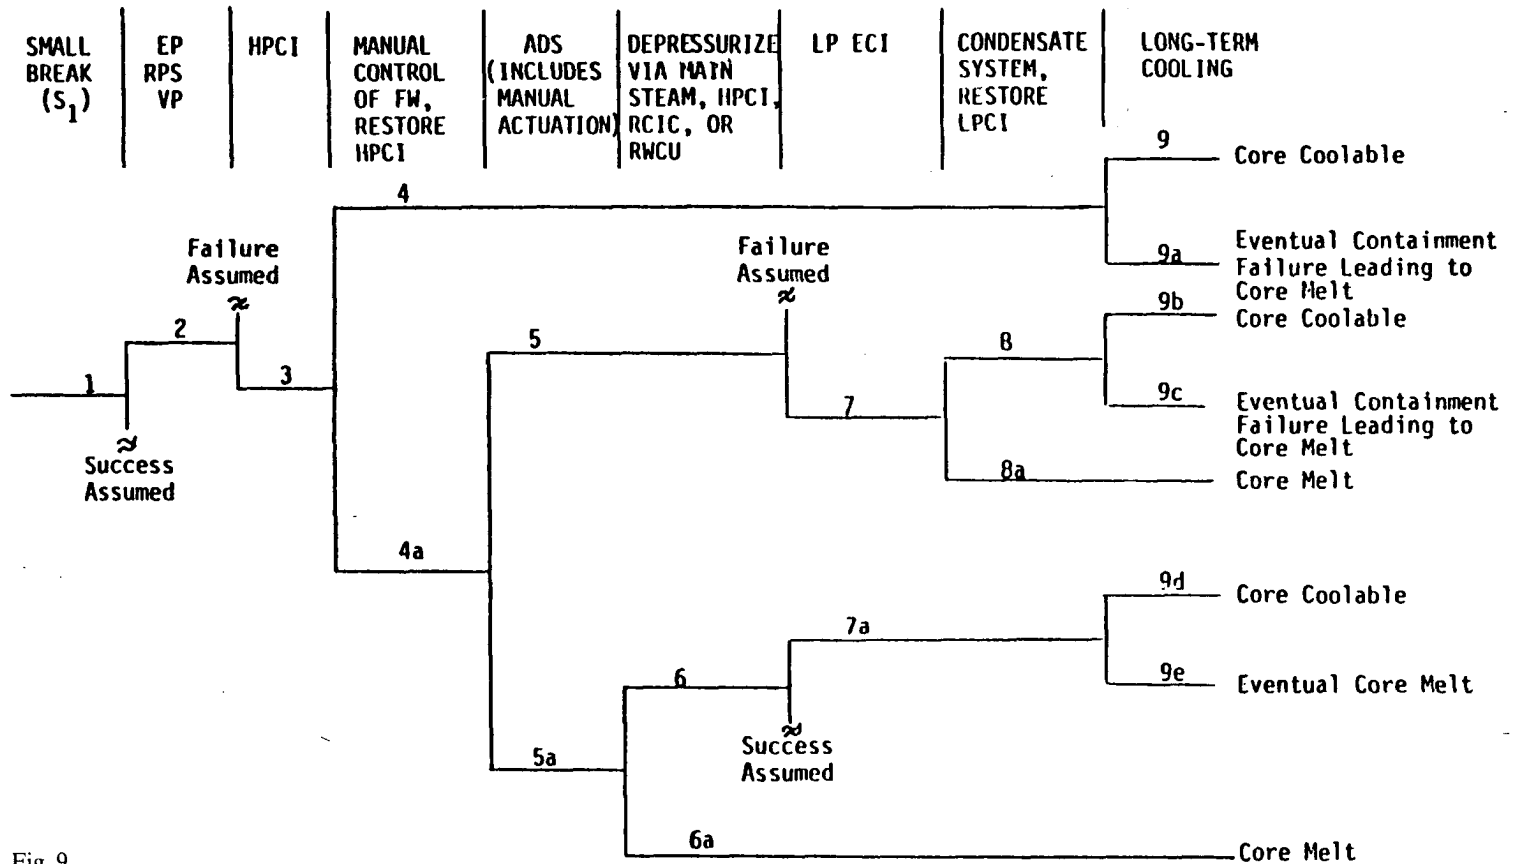 SMALL
BREAK
(S1)
EP
RPS
VP
HPCI
MANUAL
CONTROL
OF FW,
RESTORE
HPCI
ADS
(INCLUDES
MANUAL
ACTUATION)
DEPRESSURIZE
VIA MAIN
STEAM, HPCI,
RCIC, OR
RWCU
LP ECI
CONDENSATE
SYSTEM,
RESTORE
LPCI
LONG-TERM
COOLING
9
Core Coolable
4
Failure
Assumed
Failure
Assumed
9a
Eventual Containment
Failure Leading to
Core Melt
9b
Core Coolable
2
5
8
1
3
7
9c
Eventual Containment
Failure Leading to
Core Melt
Success
Assumed
8a
Core Melt
4a
9d
Core Coolable
7a
6
9e
Eventual Core Melt
Success
Assumed
5a
6a
Core Melt
Fig. 9